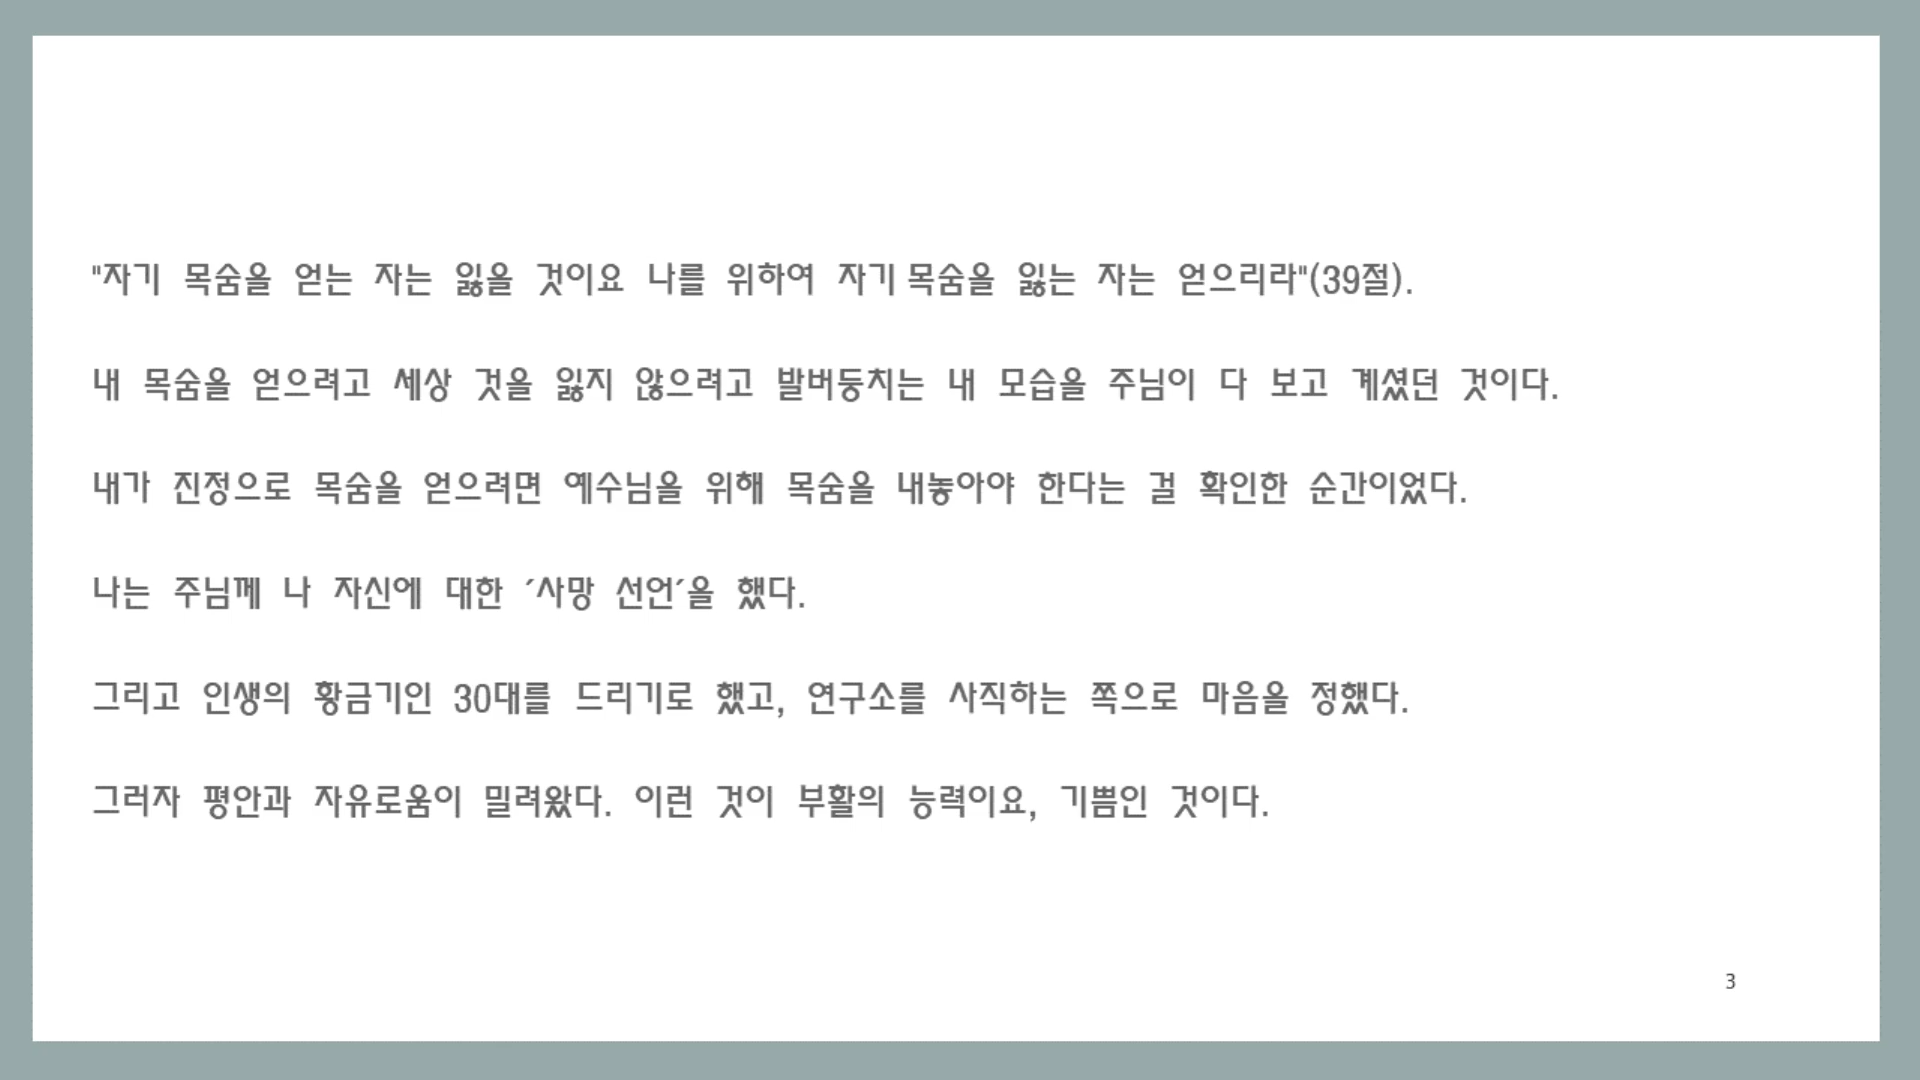 "자기 목숨을 얻는 자는 잃을 것이요 나를 위하여 자기 목숨을 잃는 자는 얻으리라"(39절).
내 목숨을 얻으려고 세상 것을 잃지 않으려고 발버둥치는 내 모습을 주님이 다 보고 계셨던 것이다.
내가 진정으로 목숨을 얻으려면 예수님을 위해 목숨을 내놓아야 한다는 걸 확인한 순간이었다.
나는 주님께 나 자신에 대한 ´사망 선언´을 했다.
그리고 인생의 황금기인 30대를 드리기로 했고, 연구소를 사직하는 쪽으로 마음을 정했다.
그러자 평안과 자유로움이 밀려왔다. 이런 것이 부활의 능력이요, 기쁨인 것이다.
3